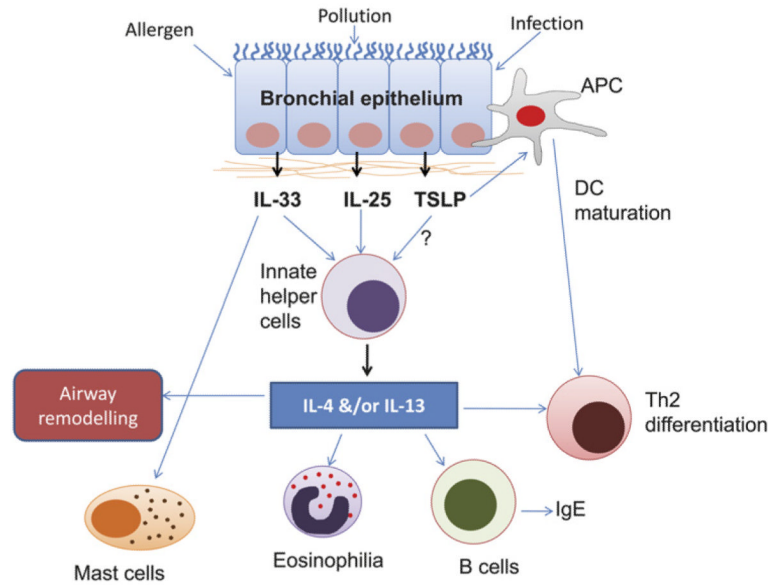 Pollution
Allergen
Infection
Bronchial epithelium
APC
IL-33
IL-25
TSLP
DC
maturation
?
Innate
helper
cells
Airway
remodelling
IL-4 &/or IL-13
Th2
differentiation
IgE
Mast cells
Eosinophilia
B cells